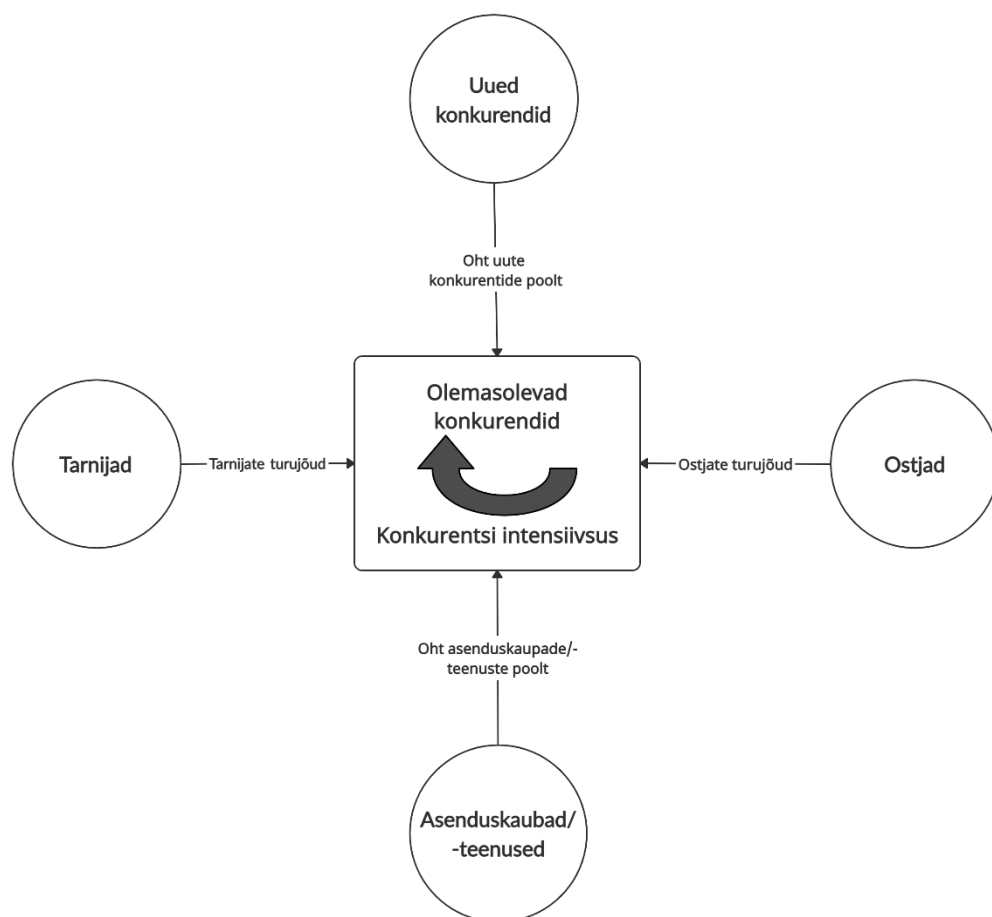 Uued
konkurendid
Oht uute
konkurentide poolt
Olemasolevad
konkurendid
Tarnijad
Tarnijate turujõud
Ostjate turujõud
Ostjad
Konkurentsi intensiivsus
Oht asenduskaupade/-
teenuste poolt
Asenduskaubad/
-teenused